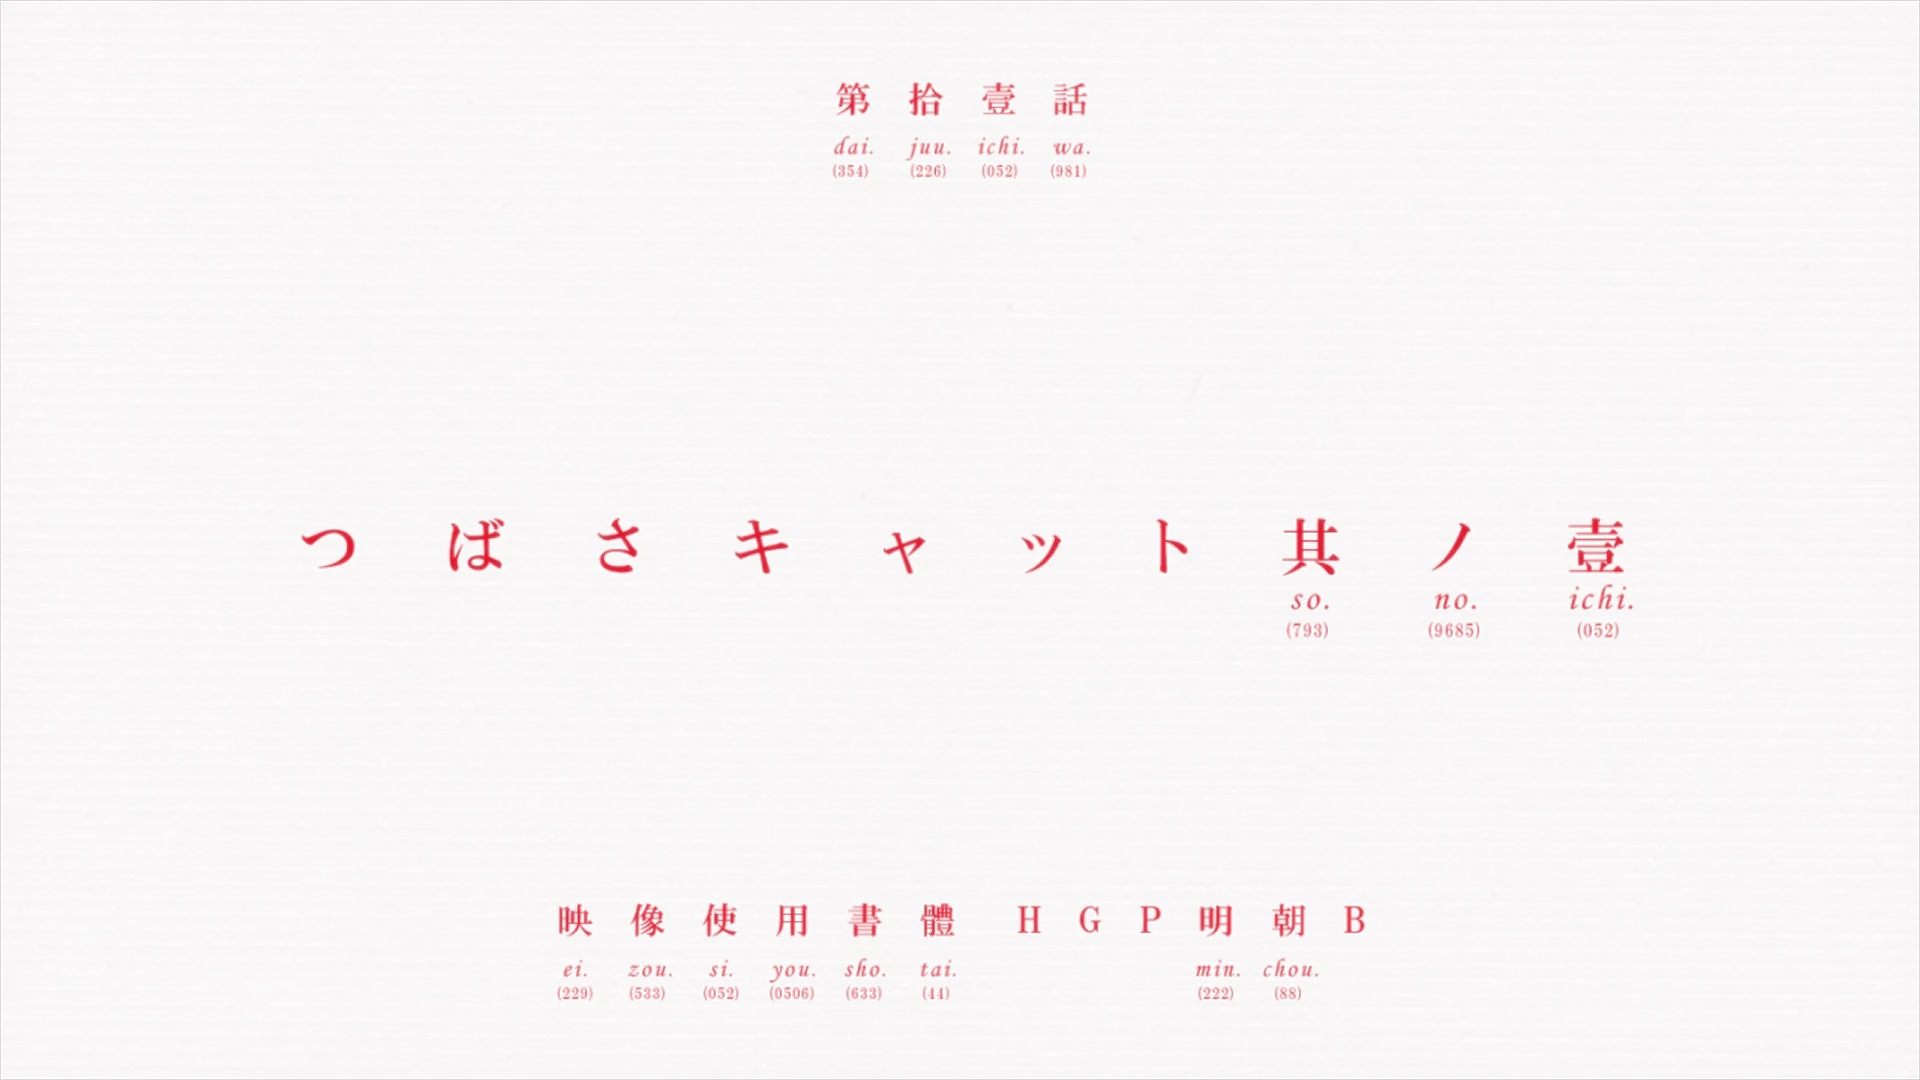 第拾壹話
dai. juu. ichi. wa.
(354) (226) (052) (981)
つばさキャット其ノ壹
so. no. ichi.
(793) (9685) (052)
映像使用書體 HGP明朝B
ei. zou. si. you. sho. tai. min. chou.
(229) (533) (052) (0506) (633) (44) (222) (88)